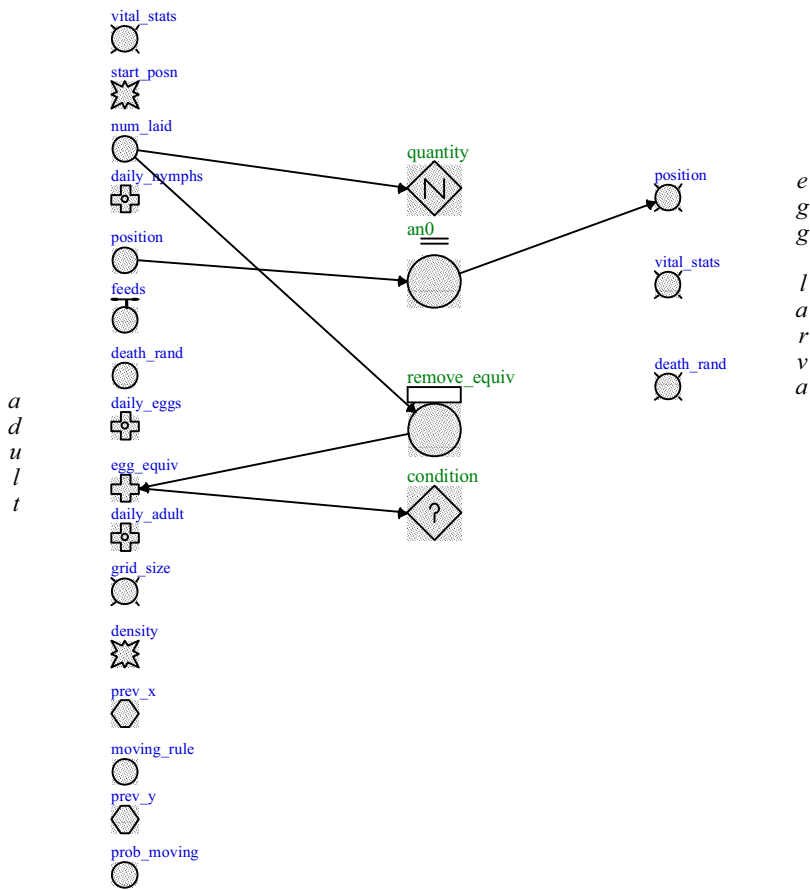 vital_stats
start_posn
num_laid
daily_nymphs
position
feeds
death_rand
daily_eggs
egg_equiv
daily_adult
grid_size
density
prev_x
moving_rule
prev_y
prob_moving
adult
quantity
N
an0
remove_equiv
condition
?
position
vital_stats
death_rand
egg larva